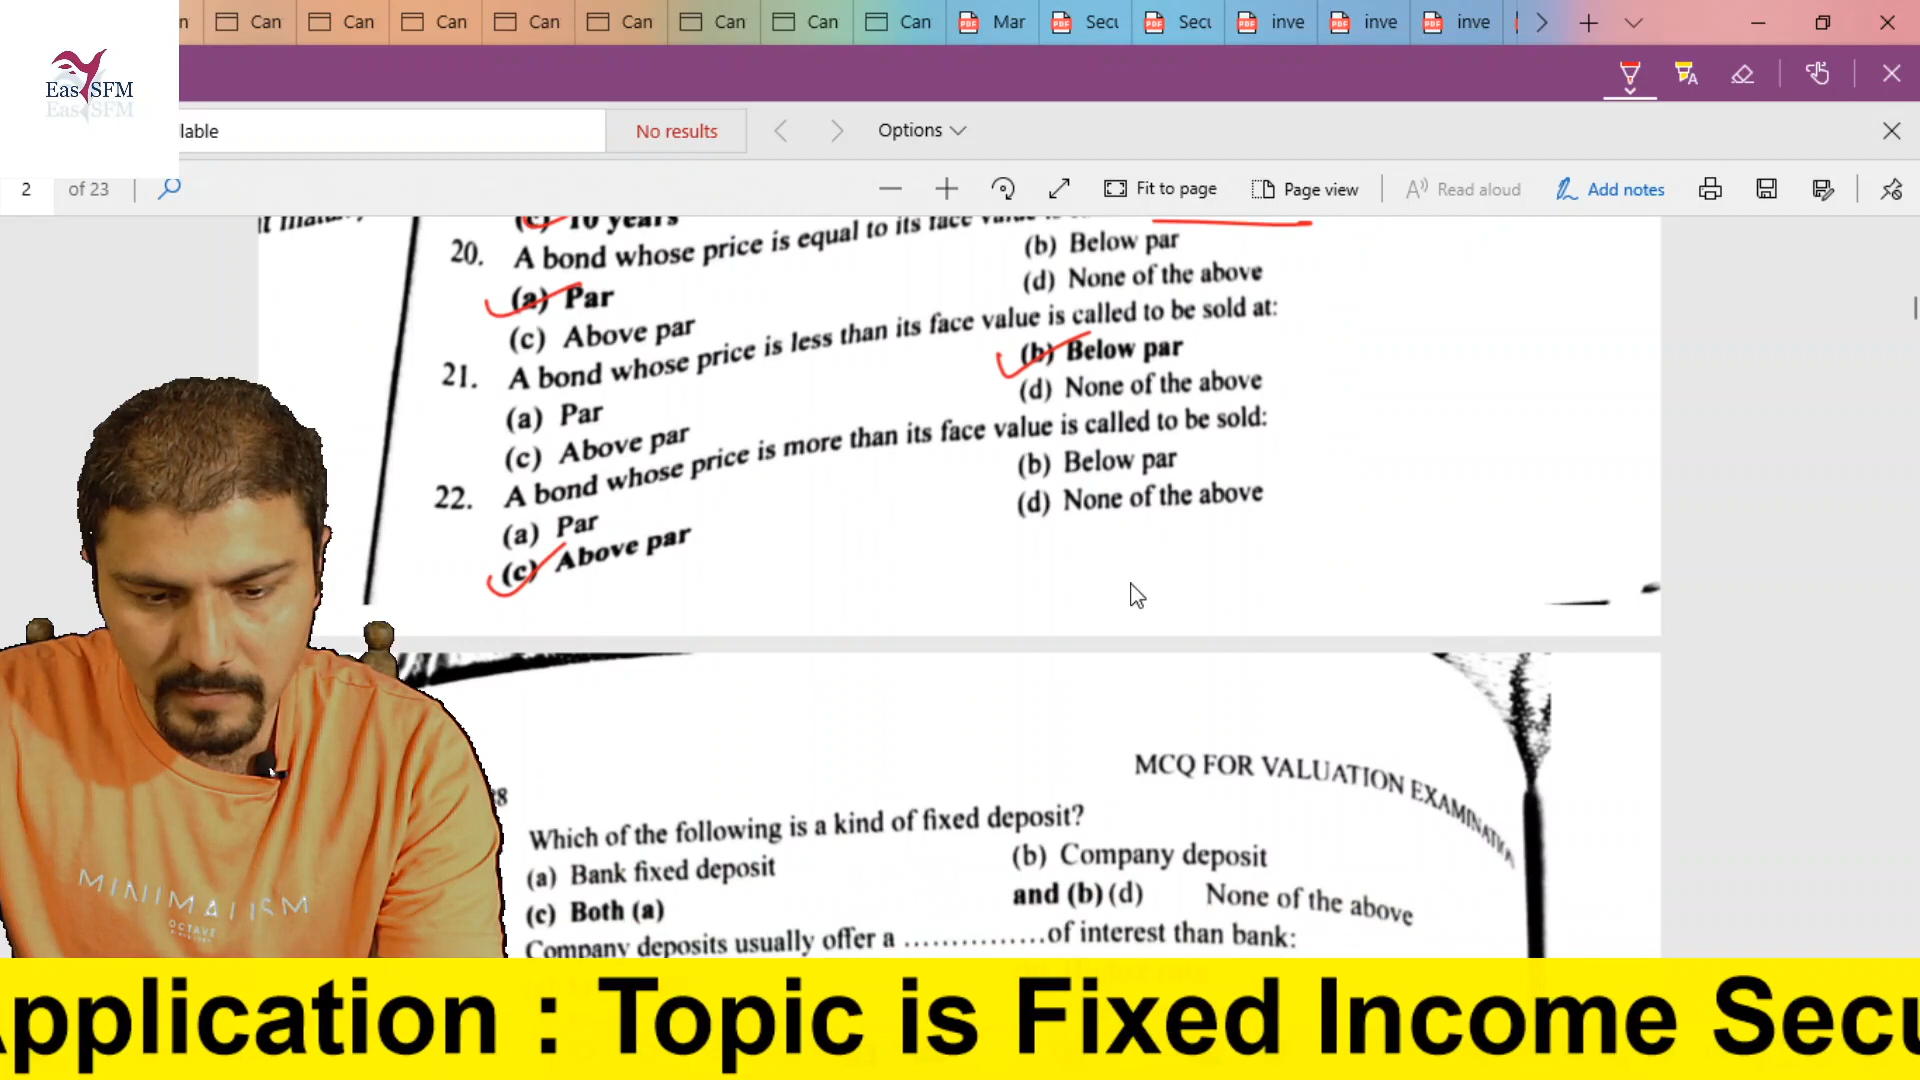 Can Can Can Can Can Can Can Can Mar Secu Secu inve inve inve
EasySFM
lable No results Options
2 of 23 Fit to page Page view Read aloud Add notes
(c) 10 years
20. A bond whose price is equal to its face value is
(a) Par (b) Below par
(c) Above par (d) None of the above
21. A bond whose price is less than its face value is called to be sold at:
(a) Par (b) Below par
(c) Above par (d) None of the above
22. A bond whose price is more than its face value is called to be sold:
(a) Par (b) Below par
(c) Above par (d) None of the above
MCQ FOR VALUATION EXAMINATION
Which of the following is a kind of fixed deposit?
(a) Bank fixed deposit (b) Company deposit
(c) Both (a) and (b) (d) None of the above
Company deposits usually offer a ............... of interest than bank:
MINIMALISM
OCTAVE
pplication : Topic is Fixed Income Secu